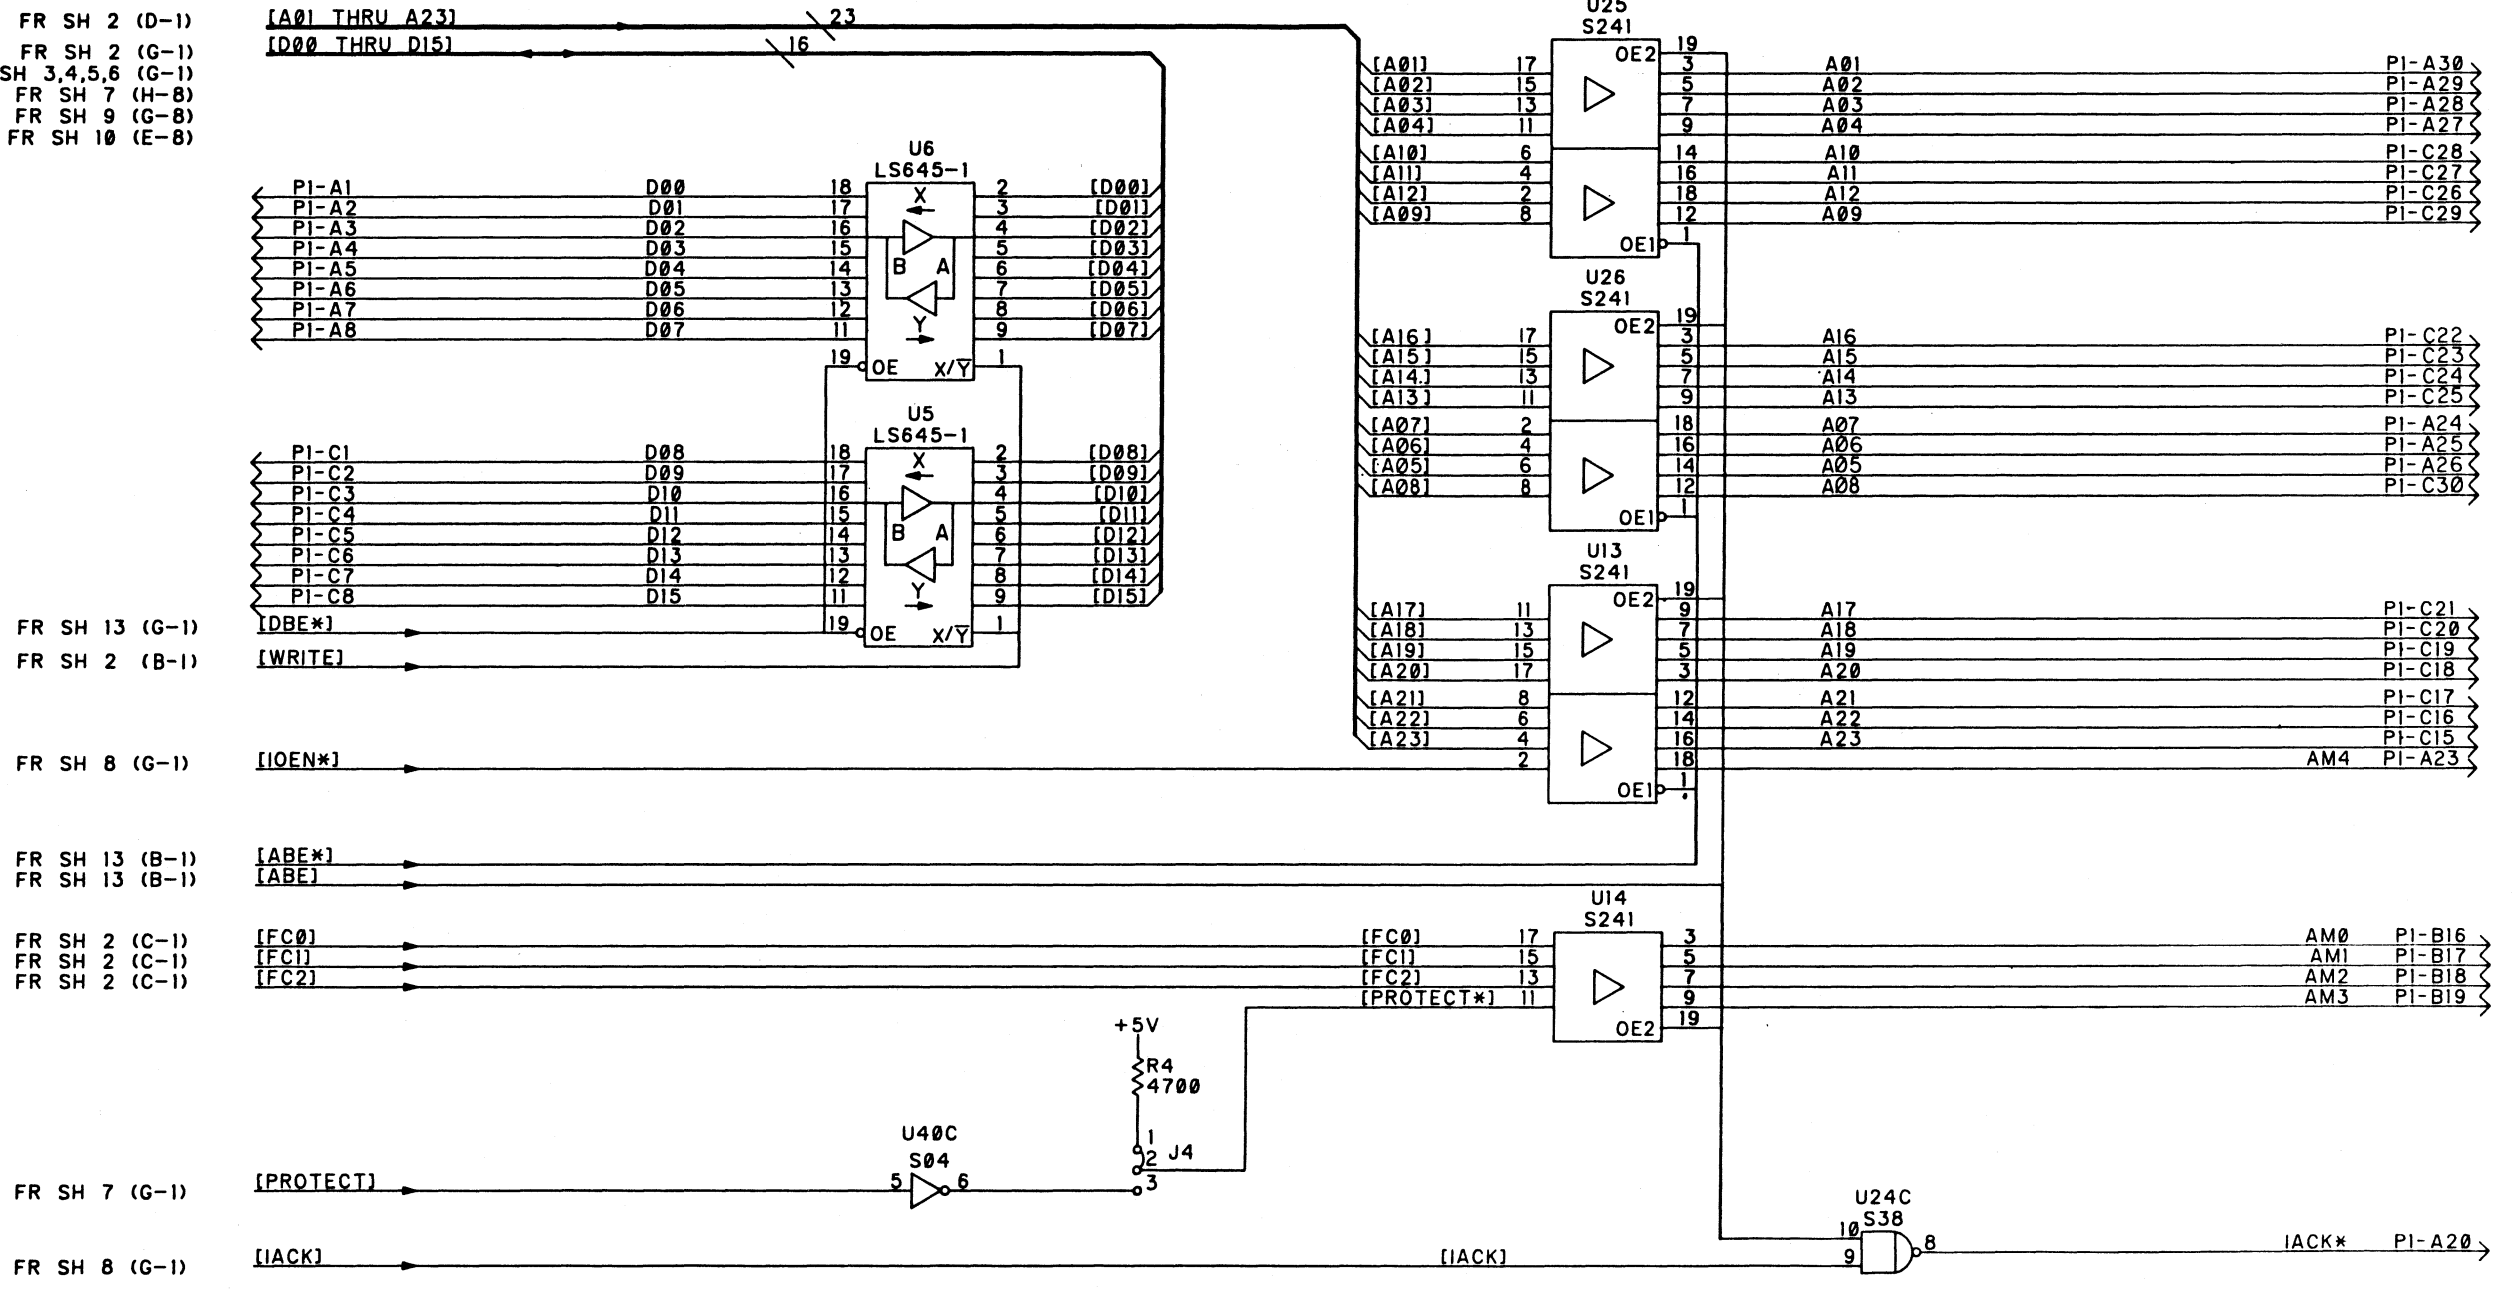 FR SH 2 (D-1) [A01 THRU A23] 23
FR SH 2 (G-1) [D00 THRU D15] 16
SH 3,4,5,6 (G-1)
FR SH 7 (H-8)
FR SH 9 (G-8)
FR SH 10 (E-8)
U6
LS645-1
P1-A1 D00 18 2 [D00]
P1-A2 D01 17 3 [D01]
P1-A3 D02 16 4 [D02]
P1-A4 D03 15 5 [D03]
P1-A5 D04 14 6 [D04]
P1-A6 D05 13 7 [D05]
P1-A7 D06 12 8 [D06]
P1-A8 D07 11 9 [D07]
X
B A
Y
19 OE X/Y̅ 1
U5
LS645-1
P1-C1 D08 18 2 [D08]
P1-C2 D09 17 3 [D09]
P1-C3 D10 16 4 [D10]
P1-C4 D11 15 5 [D11]
P1-C5 D12 14 6 [D12]
P1-C6 D13 13 7 [D13]
P1-C7 D14 12 8 [D14]
P1-C8 D15 11 9 [D15]
X
B A
Y
FR SH 13 (G-1) [DBE*] 19 OE X/Y̅ 1
FR SH 2 (B-1) [WRITE]
U25
S241
OE2 19
[A01] 17 3 A01 P1-A30
[A02] 15 5 A02 P1-A29
[A03] 13 7 A03 P1-A28
[A04] 11 9 A04 P1-A27
[A10] 6 14 A10 P1-C28
[A11] 4 16 A11 P1-C27
[A12] 2 18 A12 P1-C26
[A09] 8 12 A09 P1-C29
OE1 1
U26
S241
OE2 19
[A16] 17 3 A16 P1-C22
[A15] 15 5 A15 P1-C23
[A14.] 13 7 A14 P1-C24
[A13] 11 9 A13 P1-C25
[A07] 2 18 A07 P1-A24
[A06] 4 16 A06 P1-A25
[A05] 6 14 A05 P1-A26
[A08] 8 12 A08 P1-C30
OE1 1
U13
S241
OE2 19
[A17] 11 9 A17 P1-C21
[A18] 13 7 A18 P1-C20
[A19] 15 5 A19 P1-C19
[A20] 17 3 A20 P1-C18
[A21] 8 12 A21 P1-C17
[A22] 6 14 A22 P1-C16
[A23] 4 16 A23 P1-C15
FR SH 8 (G-1) [IOEN*] 2 18 AM4 P1-A23
OE1 1
FR SH 13 (B-1) [ABE*]
FR SH 13 (B-1) [ABE]
U14
S241
FR SH 2 (C-1) [FC0] [FC0] 17 3 AM0 P1-B16
FR SH 2 (C-1) [FC1] [FC1] 15 5 AM1 P1-B17
FR SH 2 (C-1) [FC2] [FC2] 13 7 AM2 P1-B18
[PROTECT*] 11 9 AM3 P1-B19
OE2 19
+5V
R4
4700
1
2 J4
3
U40C
S04
FR SH 7 (G-1) [PROTECT] 5 6
U24C
S38
10
FR SH 8 (G-1) [IACK] [IACK] 9 8 IACK* P1-A20